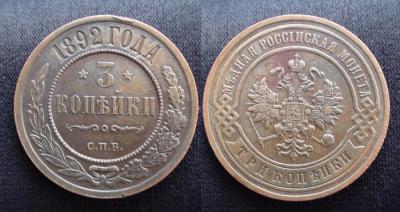 1892 ГОДА
3
КОПѢЙКИ
С.П.Б.
МѢДНАЯ РОССІЙСКАЯ МОНЕТА
ТРИ КОПѢЙКИ